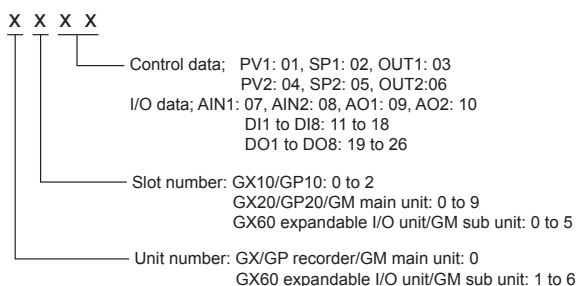 X X X X
Control data; PV1: 01, SP1: 02, OUT1: 03
PV2: 04, SP2: 05, OUT2:06
I/O data; AIN1: 07, AIN2: 08, AO1: 09, AO2: 10
DI1 to DI8: 11 to 18
DO1 to DO8: 19 to 26
Slot number: GX10/GP10: 0 to 2
GX20/GP20/GM main unit: 0 to 9
GX60 expandable I/O unit/GM sub unit: 0 to 5
Unit number: GX/GP recorder/GM main unit: 0
GX60 expandable I/O unit/GM sub unit: 1 to 6